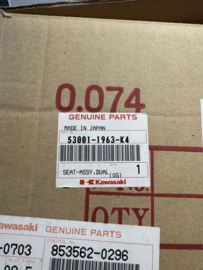 0.074
GENUINE PARTS
MADE IN JAPAN
53001-1963-K4
SEAT-ASSY,DUAL
(GG)
1
Kawasaki
QTY
Kawasaki GENUINE PARTS
-0703 853562-0296